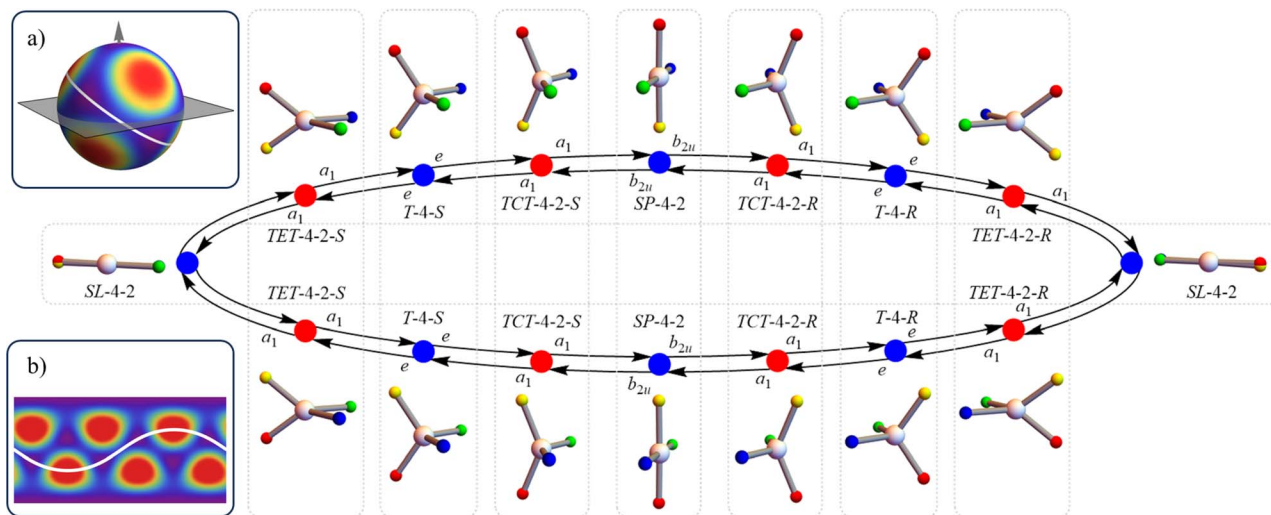 a)
a₁ e a₁ b₂ᵤ a₁ e a₁
a₁ e a₁ b₂ᵤ a₁ e a₁
T-4-S TCT-4-2-S SP-4-2 TCT-4-2-R T-4-R
TET-4-2-S TET-4-2-R
SL-4-2 SL-4-2
TET-4-2-S TET-4-2-R
T-4-S TCT-4-2-S SP-4-2 TCT-4-2-R T-4-R
a₁ e a₁ b₂ᵤ a₁ e a₁
a₁ e a₁ b₂ᵤ a₁ e a₁
b)